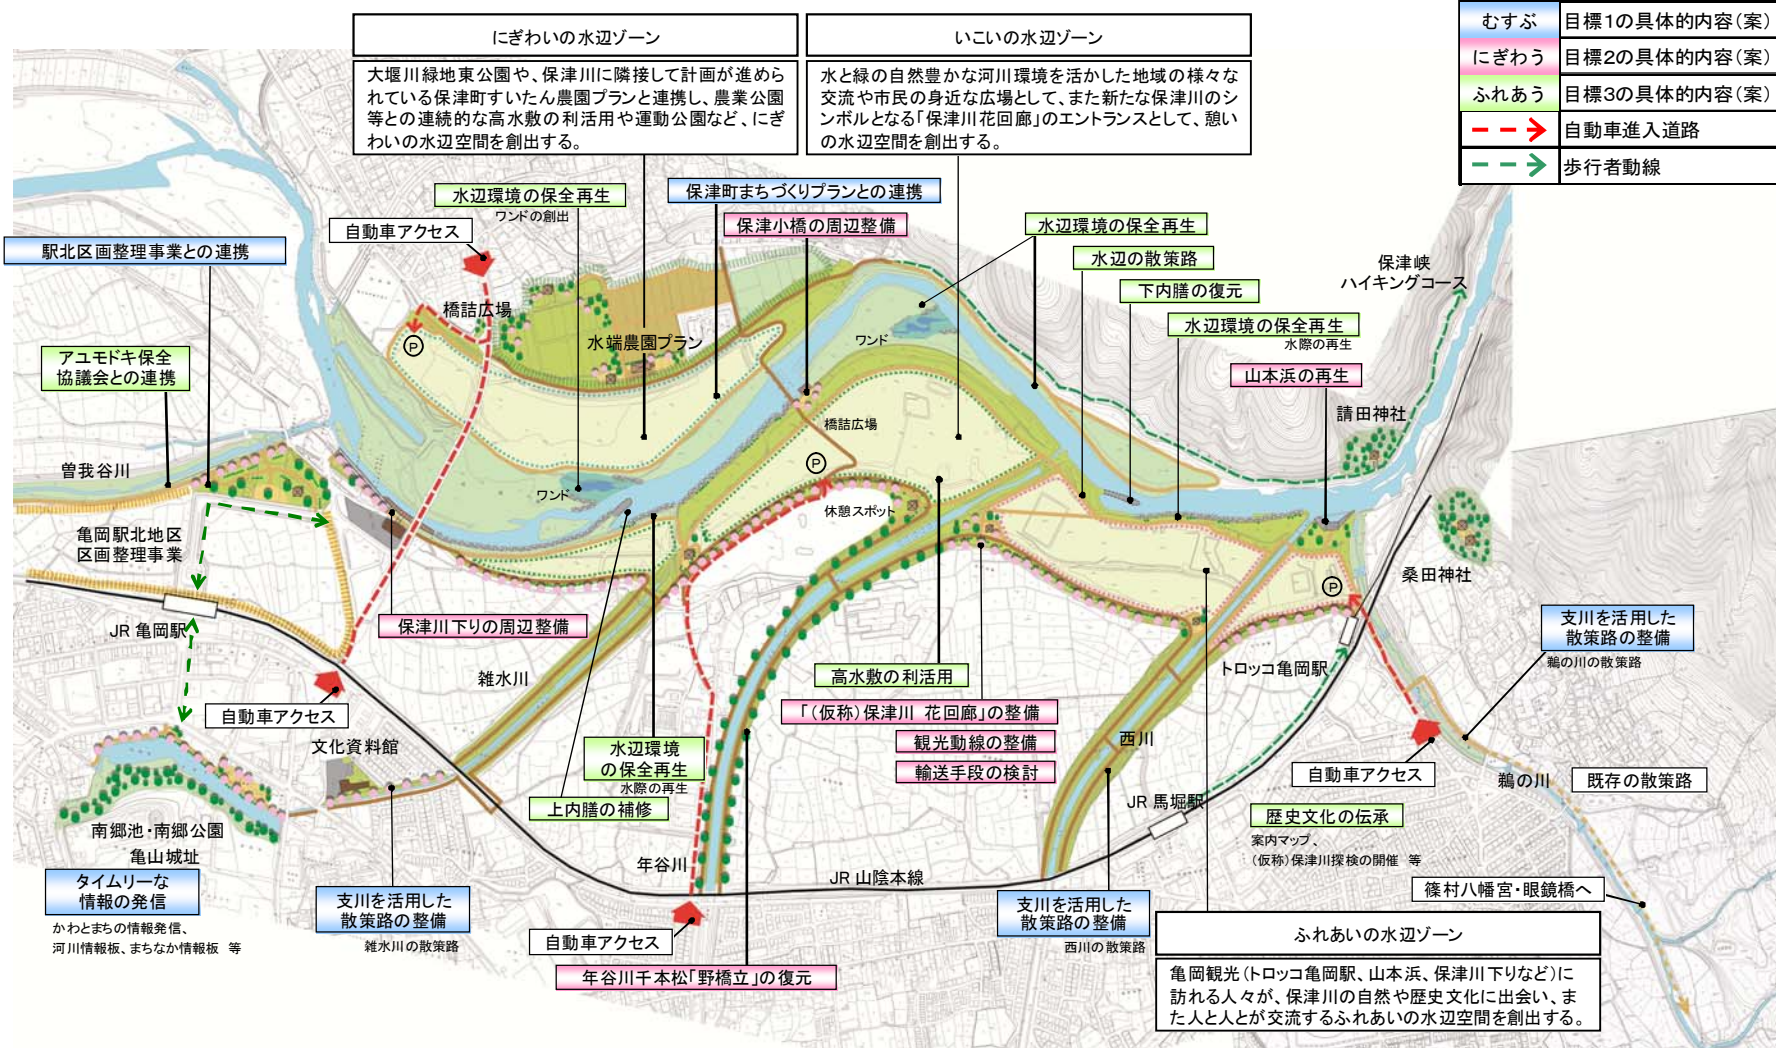 にぎわいの水辺ゾーン
大堰川緑地東公園や、保津川に隣接して計画が進めら
れている保津町すいたん農園プランと連携し、農業公園
等との連続的な高水敷の利活用や運動公園など、にぎ
わいの水辺空間を創出する。
いこいの水辺ゾーン
水と緑の自然豊かな河川環境を活かした地域の様々な
交流や市民の身近な広場として、また新たな保津川のシ
ンボルとなる「保津川花回廊」のエントランスとして、憩い
の水辺空間を創出する。
むすぶ 目標1の具体的内容(案)
にぎわう 目標2の具体的内容(案)
ふれあう 目標3の具体的内容(案)
自動車進入道路
歩行者動線
水辺環境の保全再生
ワンドの創出
保津町まちづくりプランとの連携
保津小橋の周辺整備
自動車アクセス
駅北区画整理事業との連携
水辺環境の保全再生
水辺の散策路
下内膳の復元
水辺環境の保全再生
水際の再生
山本浜の再生
保津峡
ハイキングコース
橋詰広場
P
水端農園プラン
ワンド
アユモドキ保全
協議会との連携
請田神社
橋詰広場
P
曽我谷川
ワンド
休憩スポット
亀岡駅北地区
区画整理事業
桑田神社
P
JR 亀岡駅
保津川下りの周辺整備
支川を活用した
散策路の整備
鵜の川の散策路
雑水川
高水敷の利活用
トロッコ亀岡駅
自動車アクセス
「(仮称)保津川 花回廊」の整備
観光動線の整備
輸送手段の検討
西川
文化資料館
水辺環境
の保全再生
水際の再生
上内膳の補修
自動車アクセス
鵜の川
既存の散策路
JR 馬堀駅
歴史文化の伝承
案内マップ、
(仮称)保津川探検の開催 等
南郷池・南郷公園
亀山城址
年谷川
JR 山陰本線
タイムリーな
情報の発信
かわとまちの情報発信、
河川情報板、まちなか情報板 等
支川を活用した
散策路の整備
雑水川の散策路
自動車アクセス
年谷川千本松「野橋立」の復元
支川を活用した
散策路の整備
西川の散策路
篠村八幡宮・眼鏡橋へ
ふれあいの水辺ゾーン
亀岡観光(トロッコ亀岡駅、山本浜、保津川下りなど)に
訪れる人々が、保津川の自然や歴史文化に出会い、ま
た人と人とが交流するふれあいの水辺空間を創出する。